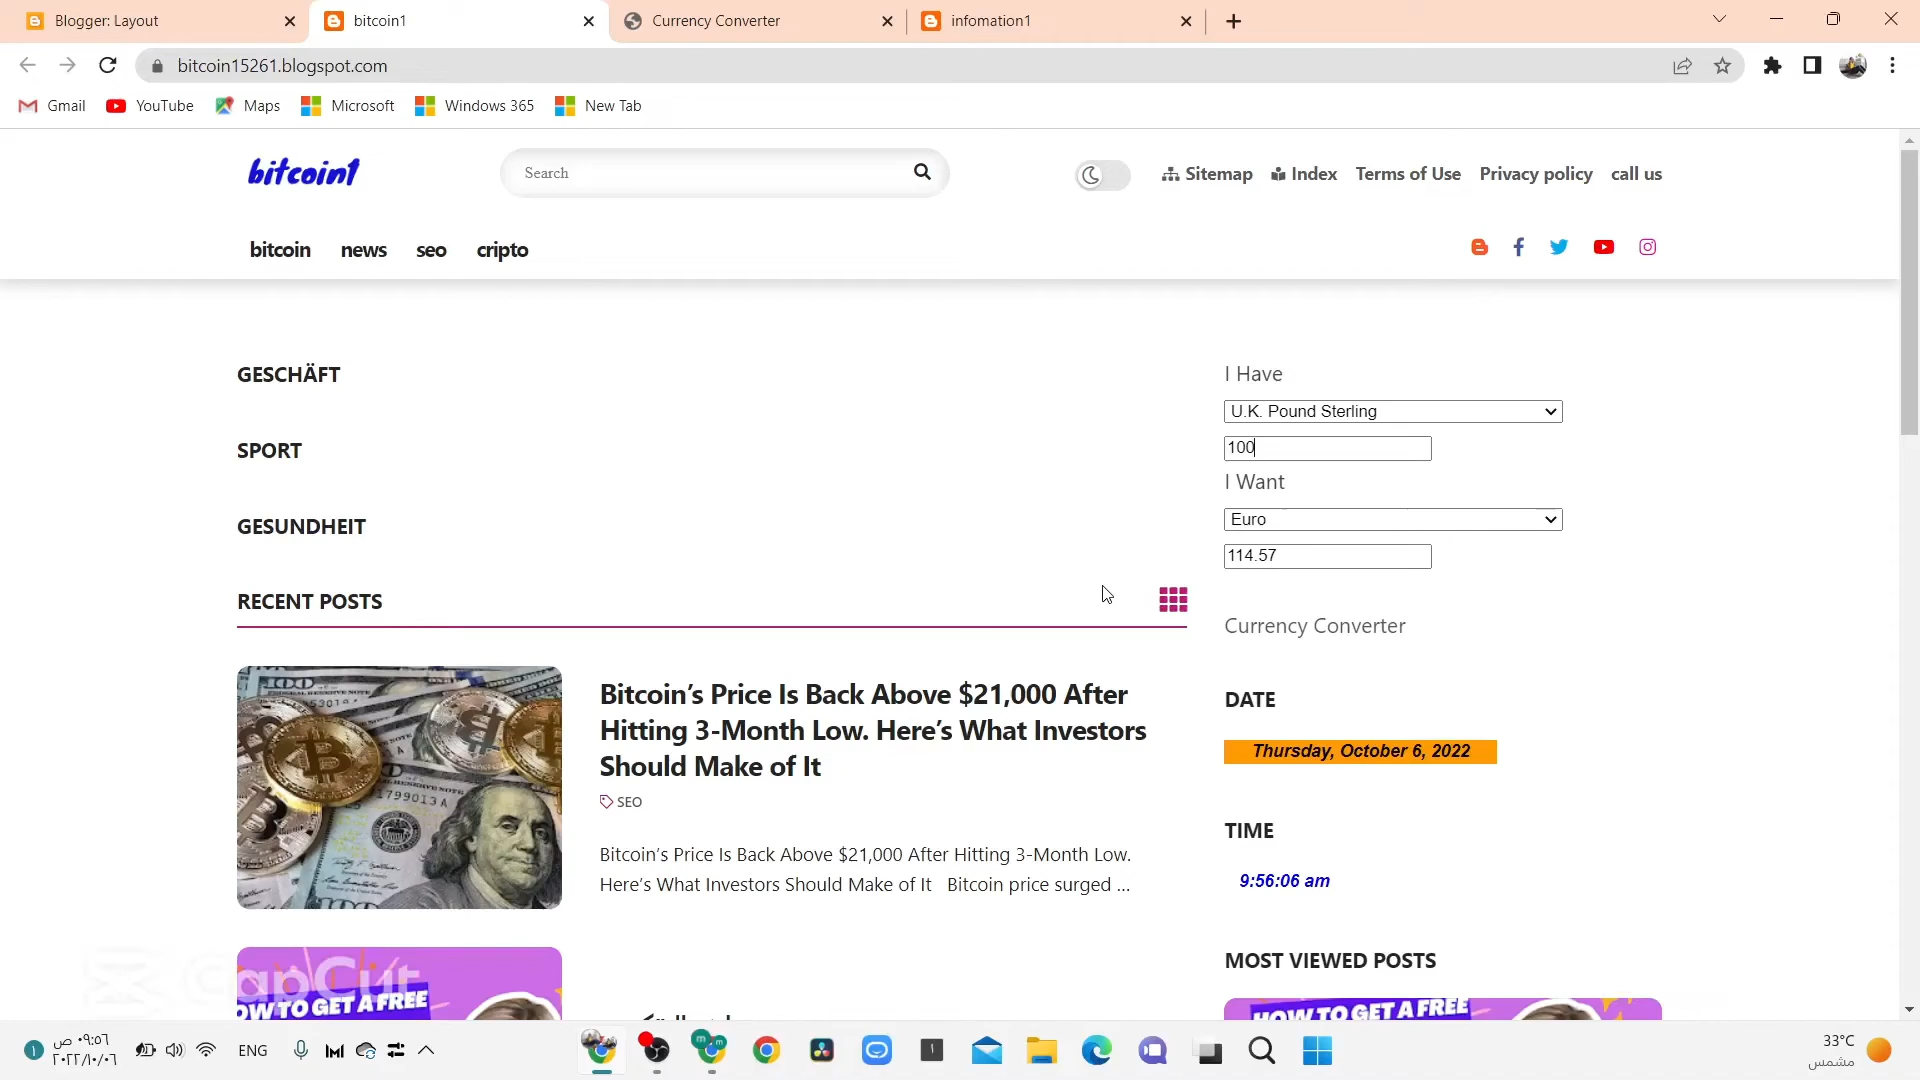 Blogger: Layout
bitcoin1
Currency Converter
infomation1
bitcoin15261.blogspot.com
Gmail
YouTube
Maps
Microsoft
Windows 365
New Tab
bitcoin1
Search
Sitemap
Index
Terms of Use
Privacy policy
call us
bitcoin
news
seo
cripto
GESCHÄFT
SPORT
GESUNDHEIT
I Have
U.K. Pound Sterling
100
I Want
Euro
114.57
Currency Converter
RECENT POSTS
Bitcoin’s Price Is Back Above $21,000 After
Hitting 3-Month Low. Here’s What Investors
Should Make of It
SEO
Bitcoin’s Price Is Back Above $21,000 After Hitting 3-Month Low.
Here’s What Investors Should Make of It Bitcoin price surged ...
DATE
Thursday, October 6, 2022
TIME
9:56:06 am
MOST VIEWED POSTS
HOW TO GET A FREE
HOW TO GET A FREE
CapCut
٠٩:٥٦ ص
٢٠٢٢/١٠/٠٦
ENG
33°C
مشمس